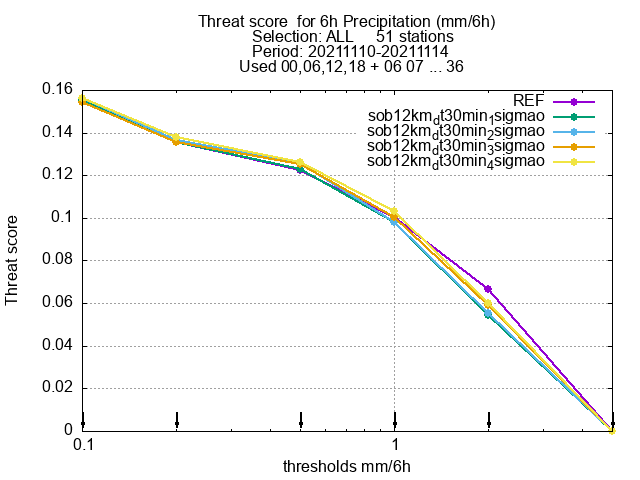 Threat score  for 6h Precipitation (mm/6h)
Selection: ALL     51 stations
Period: 20211110-20211114
Used 00,06,12,18 + 06 07 ... 36
REF
sob12km_dt30min_1sigmao
sob12km_dt30min_2sigmao
sob12km_dt30min_3sigmao
sob12km_dt30min_4sigmao
0.16
0.14
0.12
0.1
0.08
0.06
0.04
0.02
0
Threat score
0.1
1
thresholds mm/6h